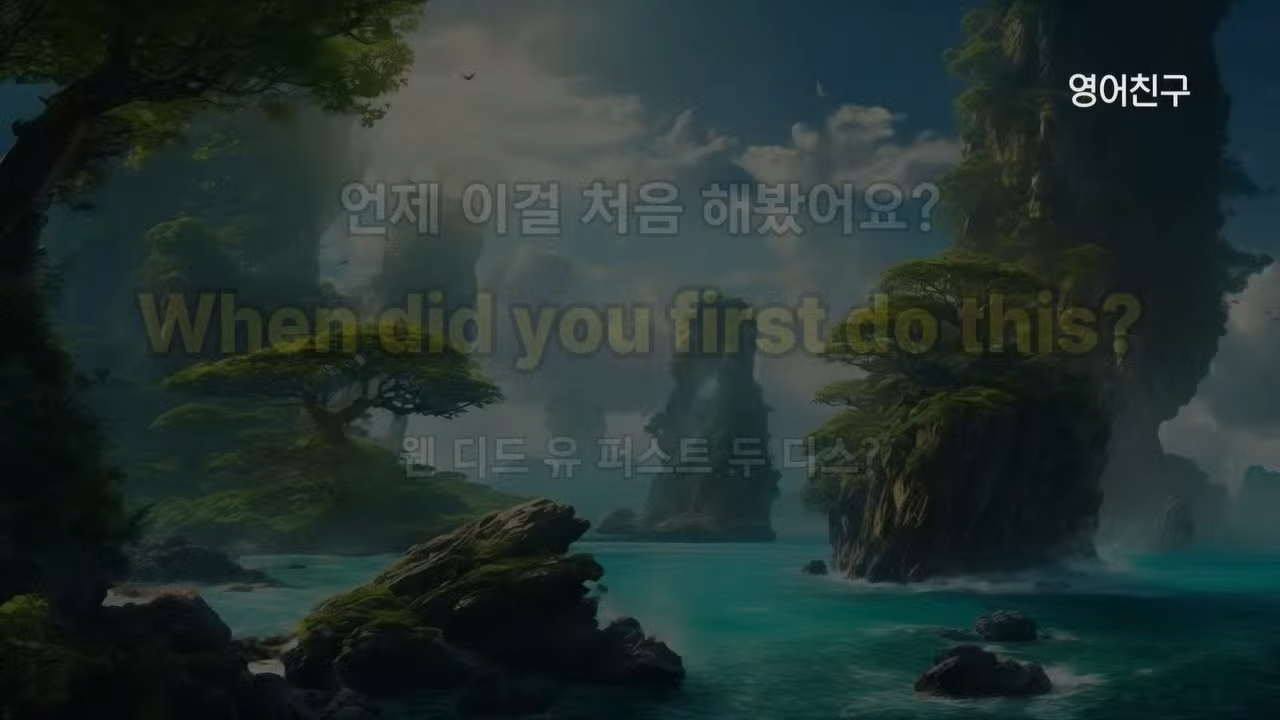 영어친구
언제 이걸 처음 해봤어요?
When did you first do this?
웬 디드 유 퍼스트 두 디스?